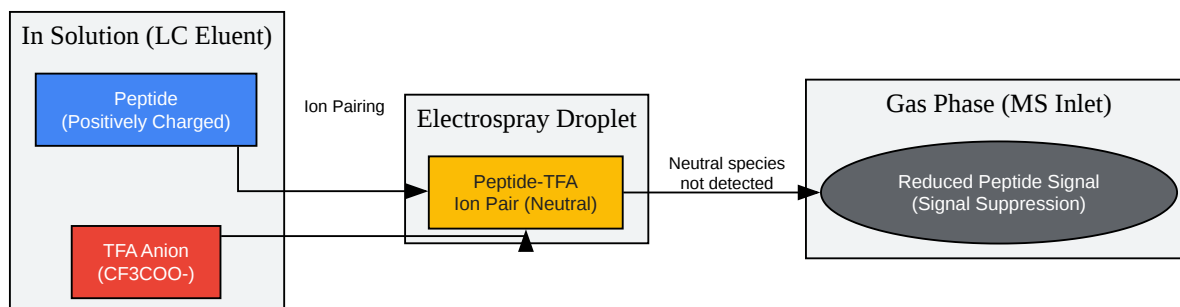 In Solution (LC Eluent)
Peptide
(Positively Charged)
TFA Anion
(CF3COO-)
Ion Pairing
Electrospray Droplet
Peptide-TFA
Ion Pair (Neutral)
Neutral species
not detected
Gas Phase (MS Inlet)
Reduced Peptide Signal
(Signal Suppression)